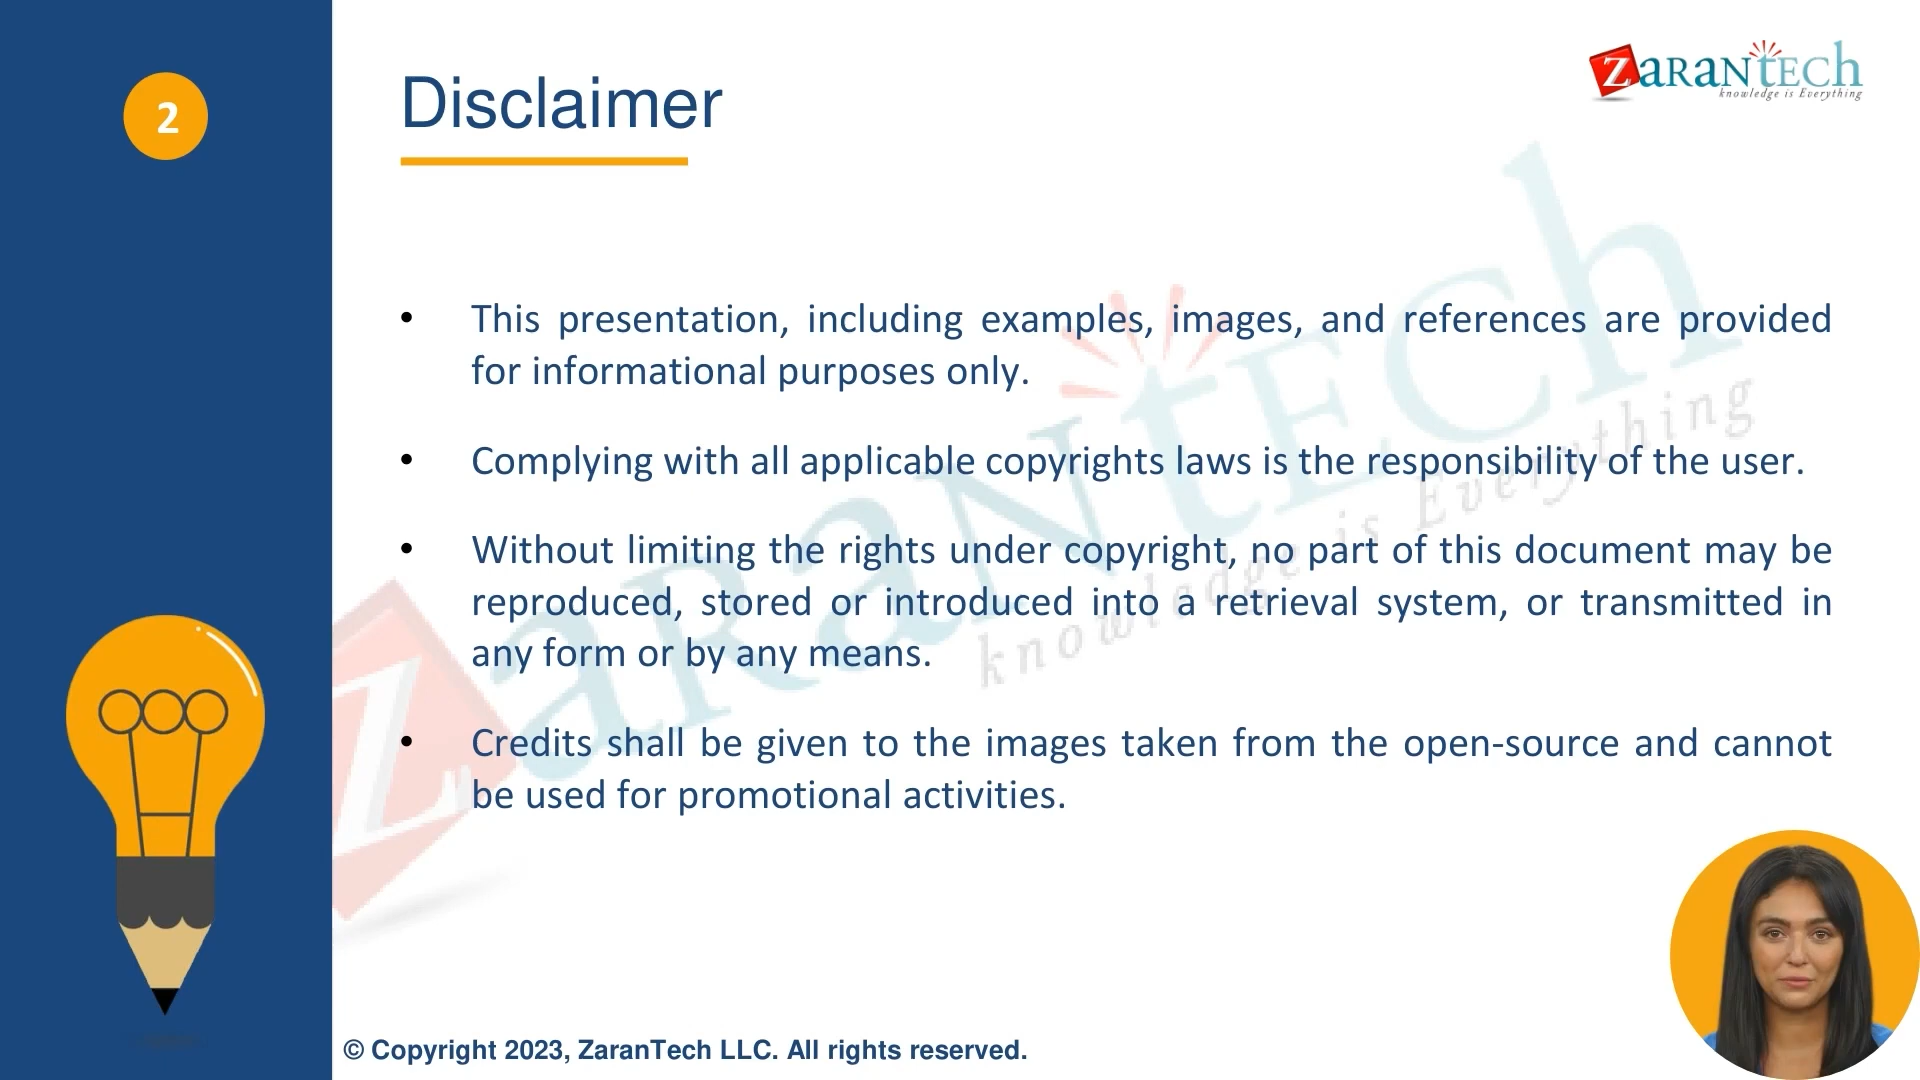 2
Disclaimer
ZaranTech
knowledge is Everything
• This presentation, including examples, images, and references are provided
for informational purposes only.
• Complying with all applicable copyrights laws is the responsibility of the user.
• Without limiting the rights under copyright, no part of this document may be
reproduced, stored or introduced into a retrieval system, or transmitted in
any form or by any means.
• Credits shall be given to the images taken from the open-source and cannot
be used for promotional activities.
ZaranTech
knowledge is Everything
© Copyright 2023, ZaranTech LLC. All rights reserved.